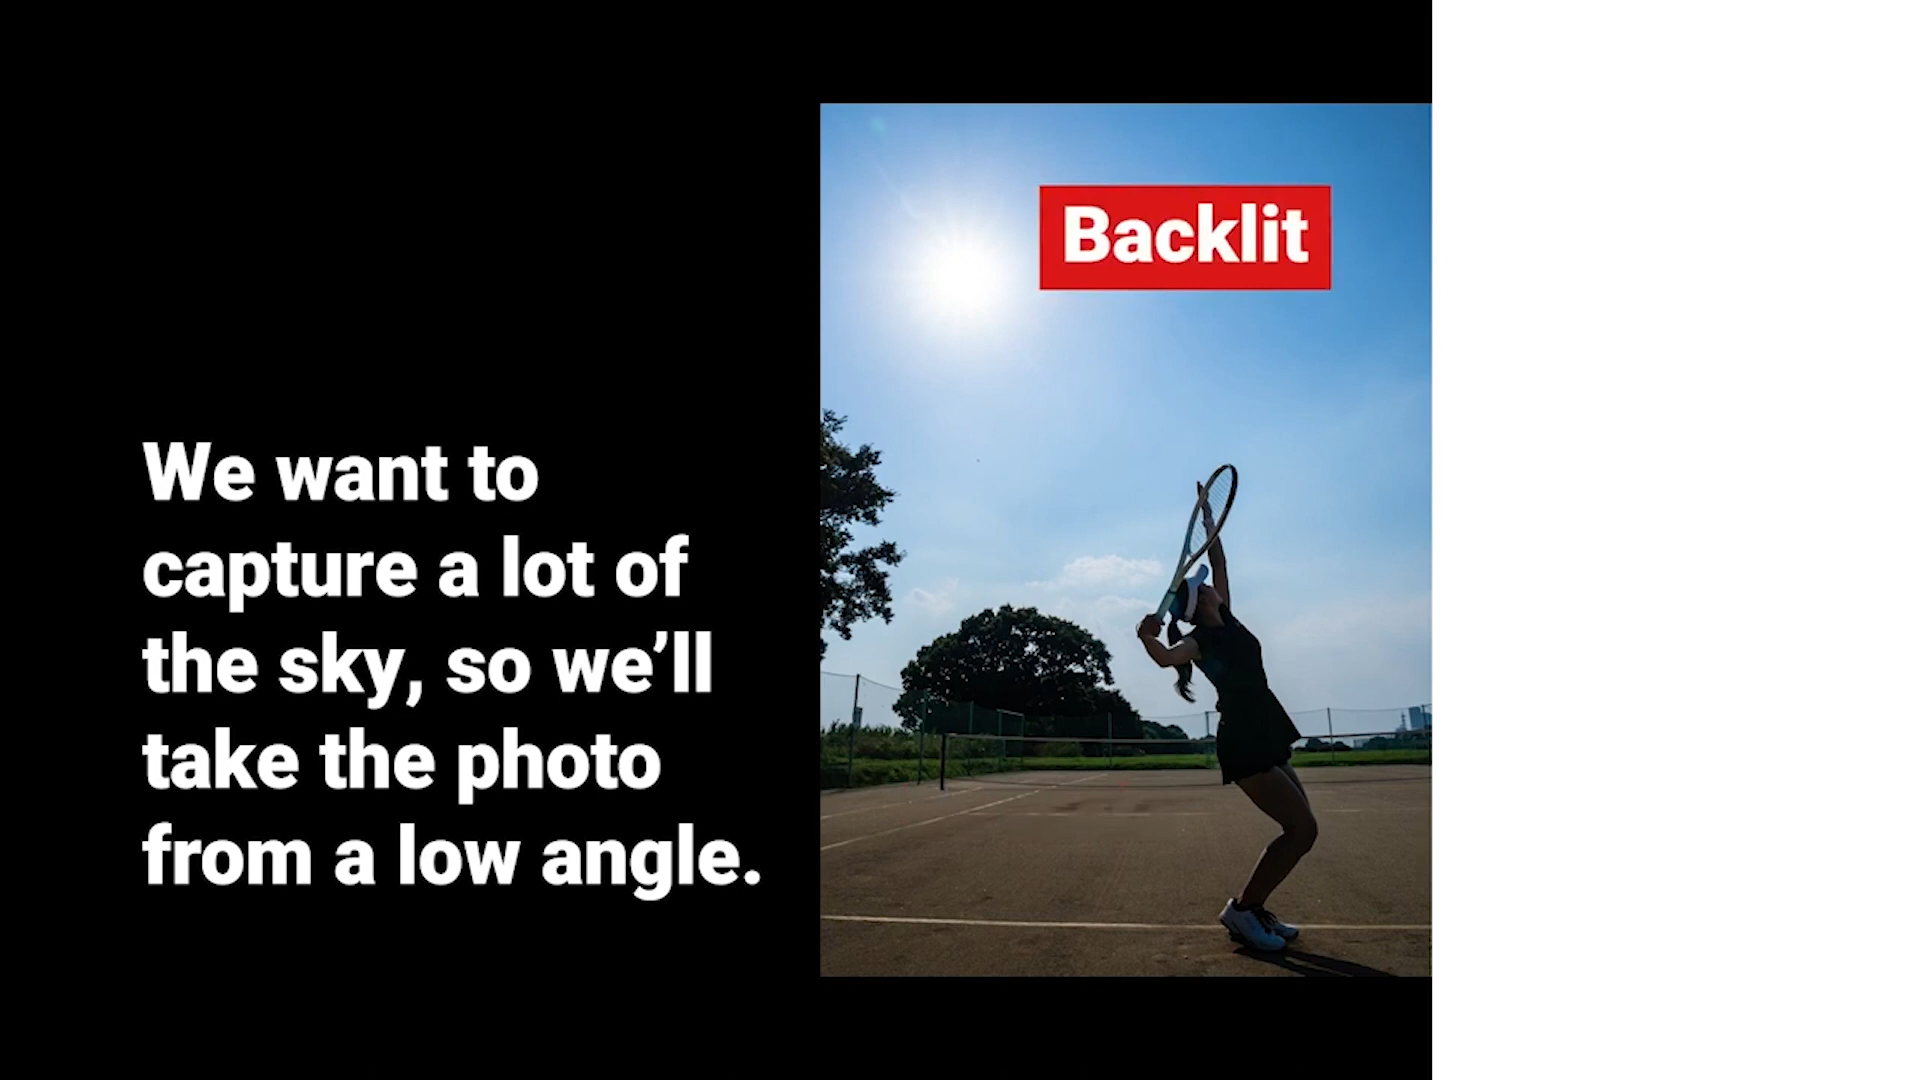 We want to
capture a lot of
the sky, so we’ll
take the photo
from a low angle.
Backlit